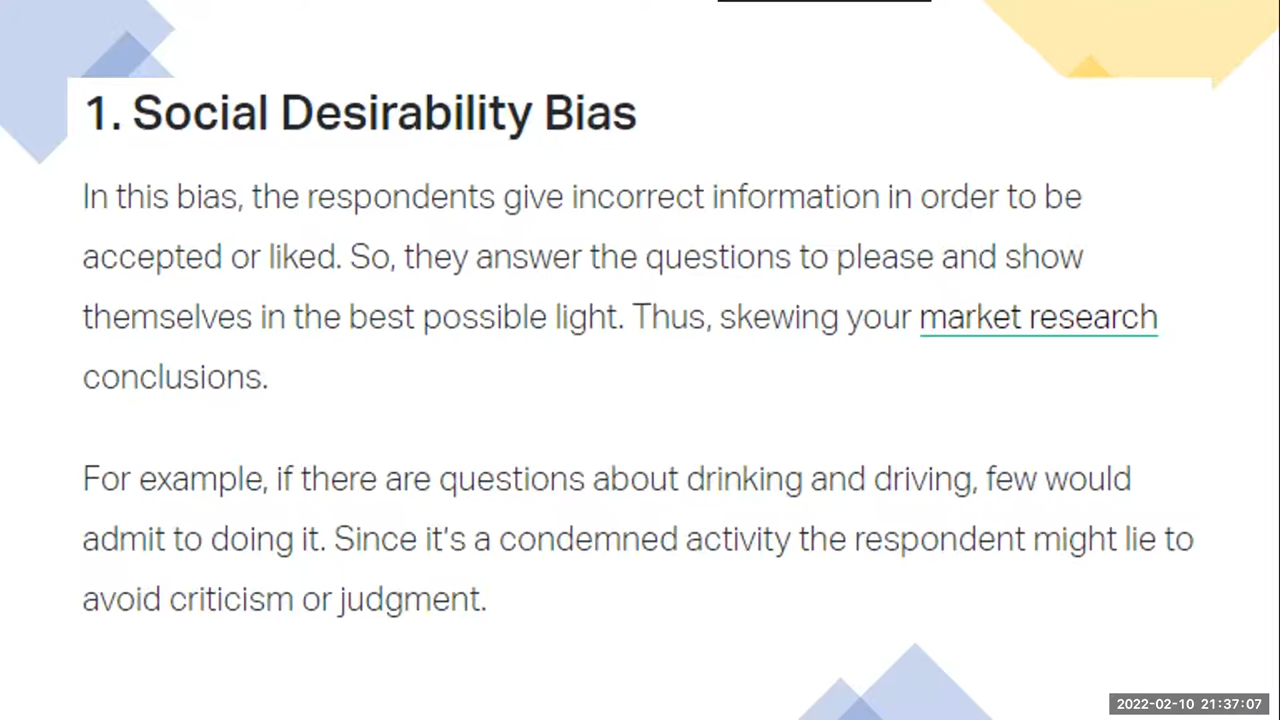 1. Social Desirability Bias
In this bias, the respondents give incorrect information in order to be
accepted or liked. So, they answer the questions to please and show
themselves in the best possible light. Thus, skewing your market research
conclusions.
For example, if there are questions about drinking and driving, few would
admit to doing it. Since it's a condemned activity the respondent might lie to
avoid criticism or judgment.
2022-02-10 21:37:07